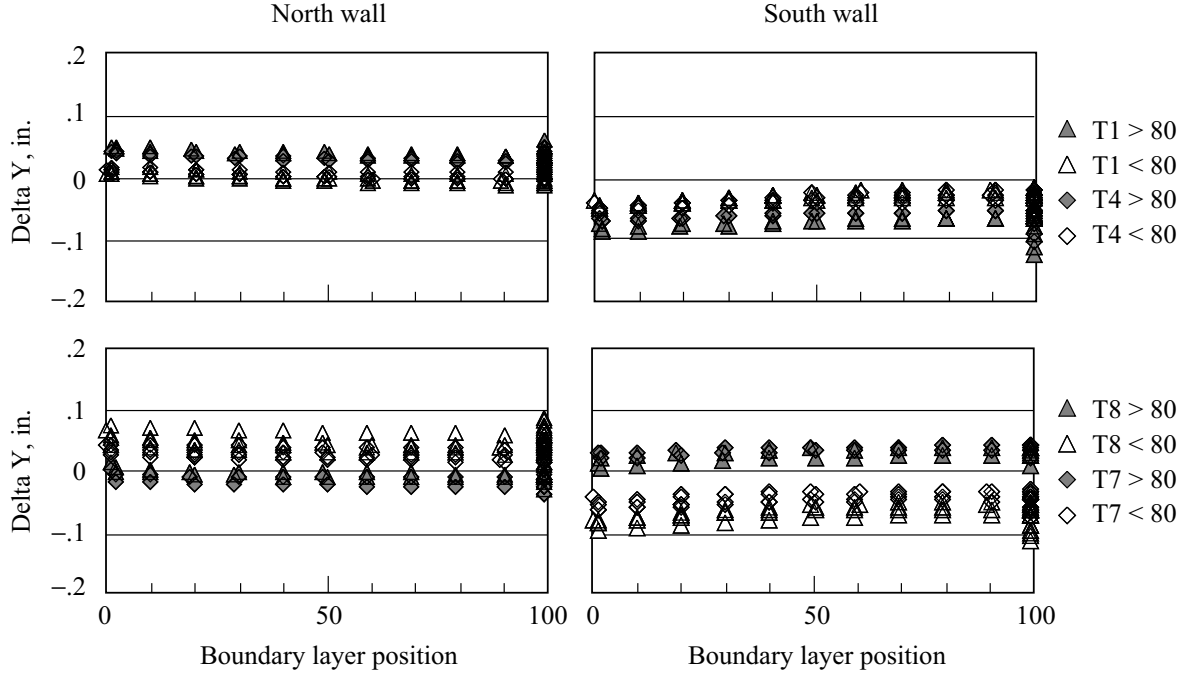 North wall
South wall
.2
.1
0
−.1
−.2
Delta Y, in.
T1 > 80
T1 < 80
T4 > 80
T4 < 80
.2
.1
0
−.1
−.2
Delta Y, in.
T8 > 80
T8 < 80
T7 > 80
T7 < 80
0 50 100
0 50 100
Boundary layer position
Boundary layer position